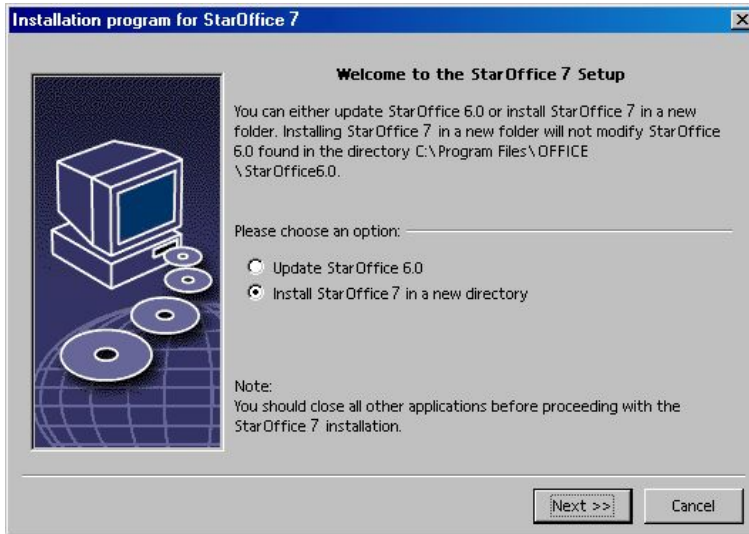 Installation program for StarOffice 7
Welcome to the StarOffice 7 Setup
You can either update StarOffice 6.0 or install StarOffice 7 in a new
folder. Installing StarOffice 7 in a new folder will not modify StarOffice
6.0 found in the directory C:\Program Files\OFFICE
\StarOffice6.0.
Please choose an option:
Update StarOffice 6.0
Install StarOffice 7 in a new directory
Note:
You should close all other applications before proceeding with the
StarOffice 7 installation.
Next >>
Cancel